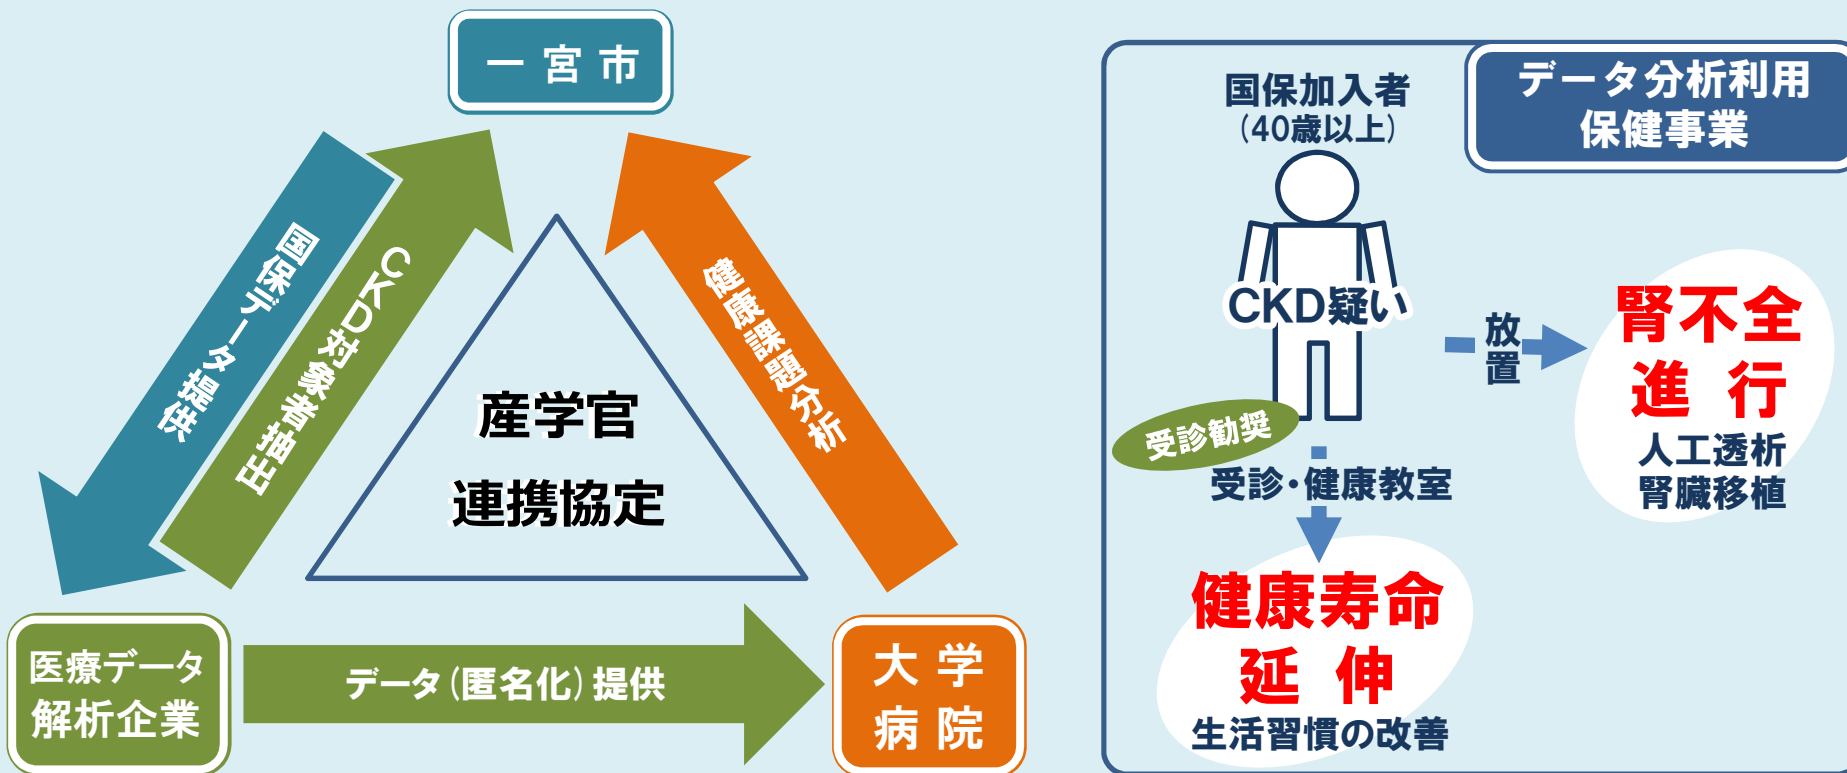 一宮市
国保データ提供
CKD対象者抽出
健康課題分析
産学官
連携協定
医療データ
解析企業
データ(匿名化)提供
大学
病院
データ分析利用
保健事業
国保加入者
(40歳以上)
CKD疑い
放置
腎不全
進行
人工透析
腎臓移植
受診勧奨
受診・健康教室
健康寿命
延伸
生活習慣の改善